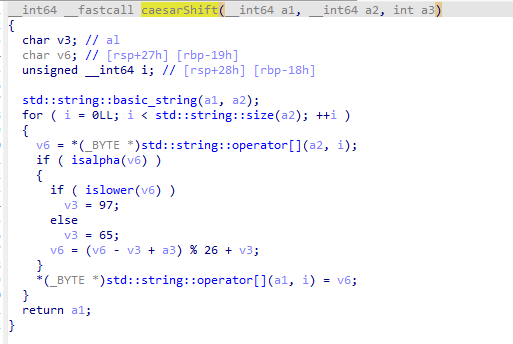 __int64 __fastcall caesarShift(__int64 a1, __int64 a2, int a3)
{
  char v3; // al
  char v6; // [rsp+27h] [rbp-19h]
  unsigned __int64 i; // [rsp+28h] [rbp-18h]

  std::string::basic_string(a1, a2);
  for ( i = 0LL; i < std::string::size(a2); ++i )
  {
    v6 = *(_BYTE *)std::string::operator[](a2, i);
    if ( isalpha(v6) )
    {
      if ( islower(v6) )
        v3 = 97;
      else
        v3 = 65;
      v6 = (v6 - v3 + a3) % 26 + v3;
    }
    *(_BYTE *)std::string::operator[](a1, i) = v6;
  }
  return a1;
}